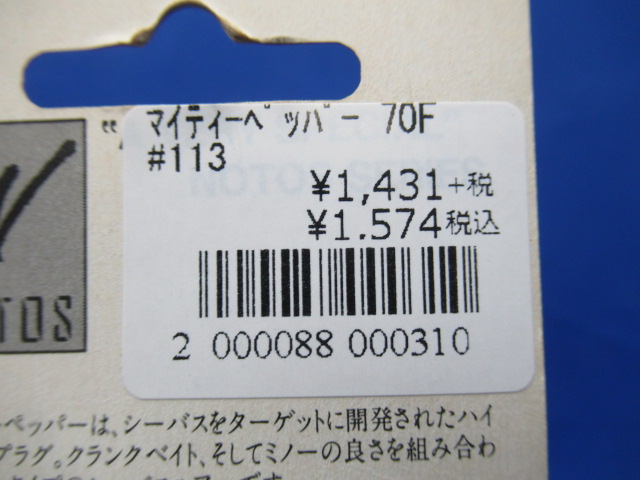 マイティーペッパー 70F
#113
¥1,431+税
¥1.574税込
2 000088 000310
TOS
ーペッパーは、シーバスをターゲットに開発されたハイ
プラグ。クランクベイト、そしてミノーの良さを組み合わ